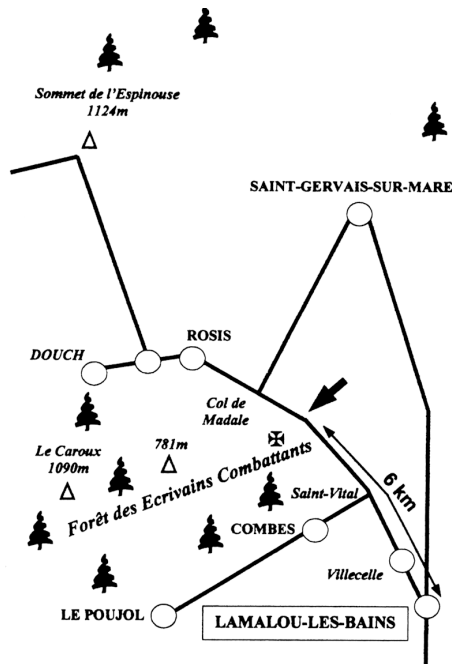 Sommet de l'Espinouse
1124m
SAINT-GERVAIS-SUR-MARE
ROSIS
DOUCH
Col de
Madale
781m
Le Caroux
1090m
Forêt des Ecrivains Combattants
6 km
Saint-Vital
COMBES
Villecelle
LE POUJOL
LAMALOU-LES-BAINS